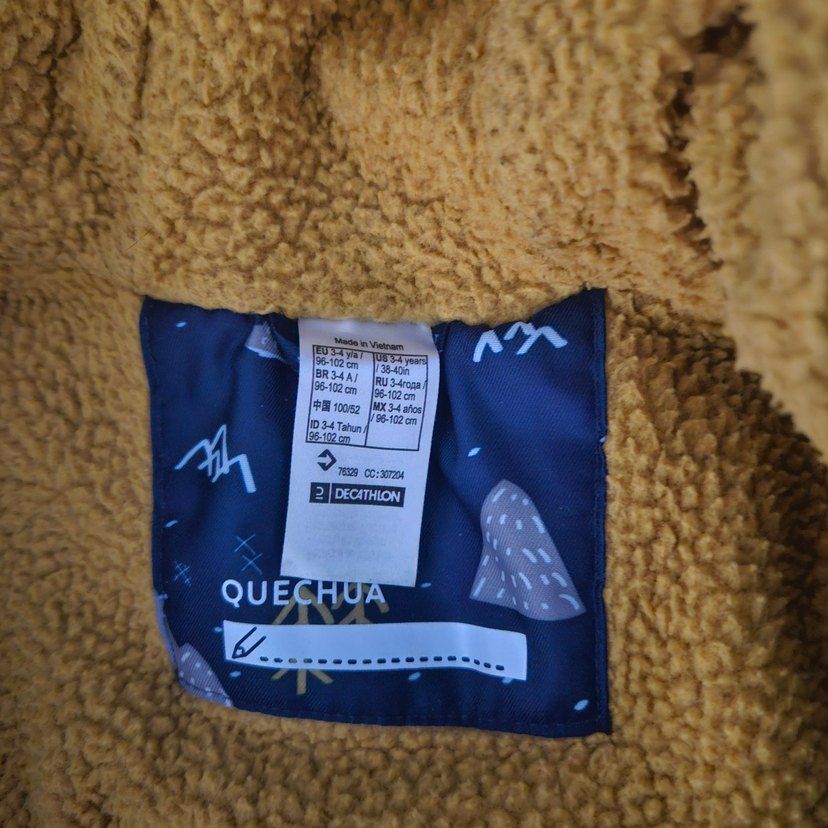 Made in Vietnam
EU 3-4 y/a /
96-102 cm
BR 3-4 A /
96-102 cm
中国 100/52
ID 3-4 Tahun /
96-102 cm
US 3-4 years
/ 38-40in
RU 3-4года /
96-102 cm
MX 3-4 años
/ 96-102 cm
76329 CC: 307204
DECATHLON
QUECHUA